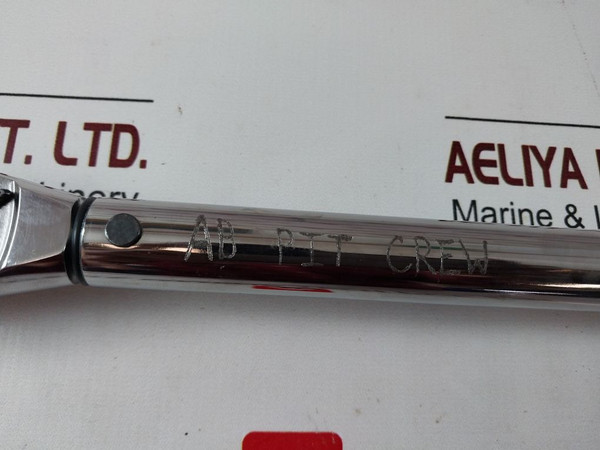 T. LTD.
AELIYA
Marine &
AB PIT CREW